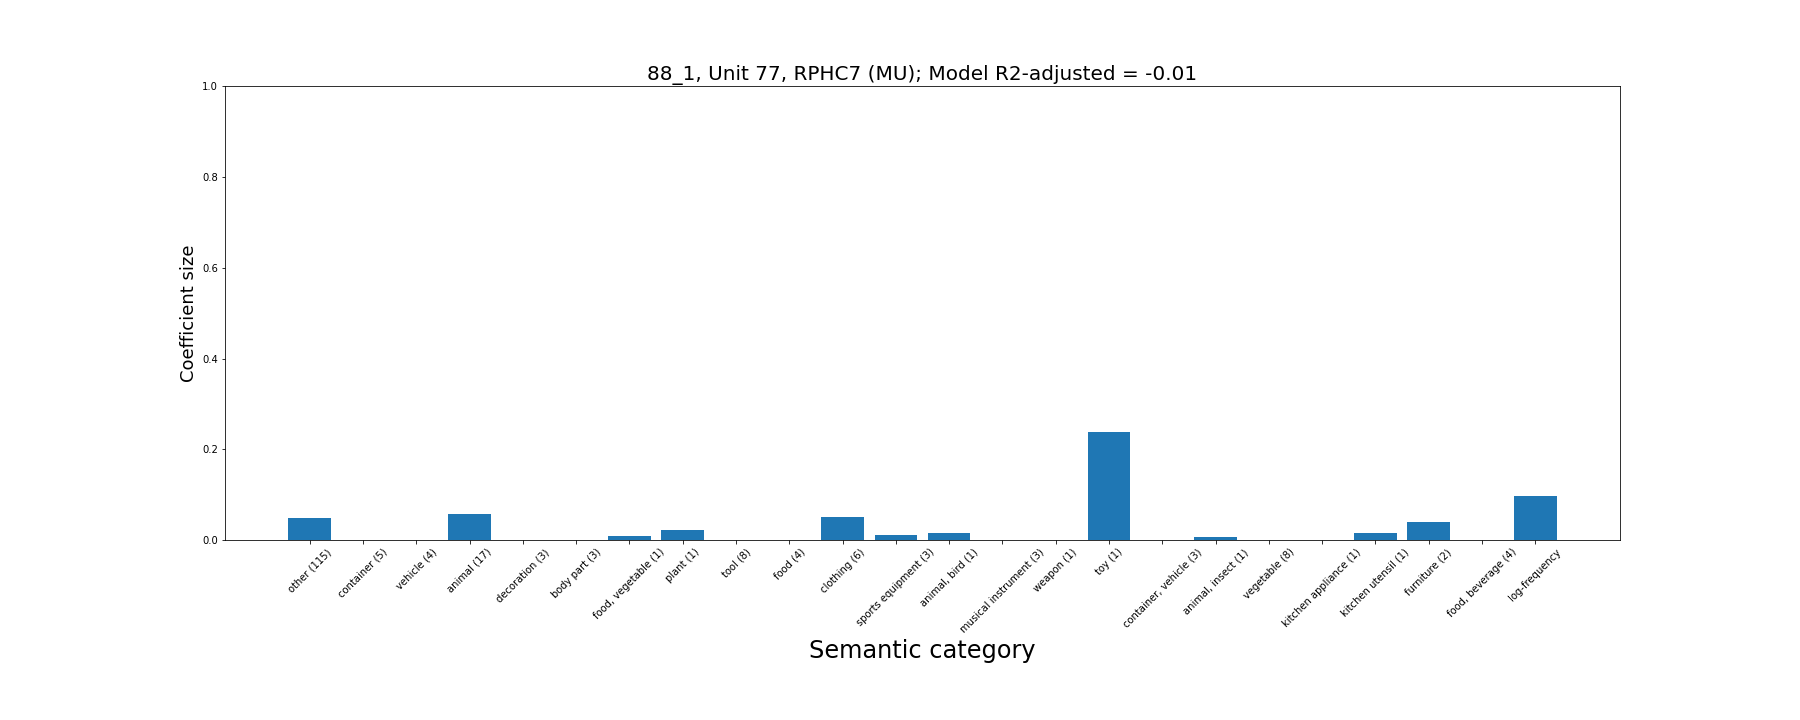 88_1, Unit 77, RPHC7 (MU); Model R2-adjusted = -0.01
1.0
0.8
0.6
0.4
0.2
0.0
Coefficient size
other (115)
container (5)
vehicle (4)
animal (17)
decoration (3)
body part (3)
food, vegetable (1)
plant (1)
tool (8)
food (4)
clothing (6)
sports equipment (3)
animal, bird (1)
musical instrument (3)
weapon (1)
toy (1)
container, vehicle (3)
animal, insect (1)
vegetable (8)
kitchen appliance (1)
kitchen utensil (1)
furniture (2)
food, beverage (4)
log-frequency
Semantic category